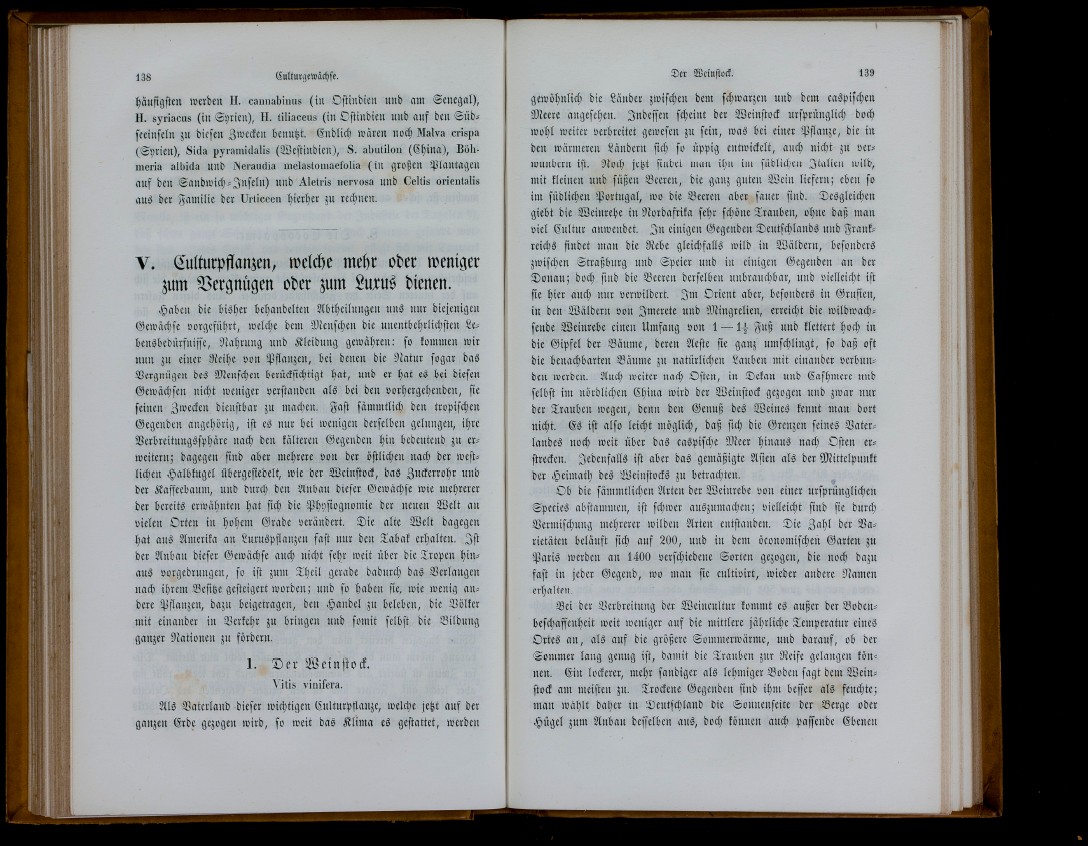 138
Culturgewächse.
häufigsten werden H. cannabinus (in Ostindien und am Senegal),
H. syriacus (in Syrien), H. tiliaceus (in Ostindien und auf den Süd-
seeinseln zu diesen Zwecken benutzt. Endlich wären noch Malva crispa
(Syrien), Sida pyramidalis (Westindien), S. abutilon (China), Böh-
meria albida und Neraudia melastomaefolia (in großen Plantagen
auf den Sandwich-Inseln) und Aletris nervosa und Celtis orientalis
aus der Familie der Urticeen hierher zu rechnen.
V. Culturpflanzen, welche mehr oder weniger
zum Vergnügen oder zum Luxus dienen.
Haben die bisher behandelten Abtheilungen uns nur diejenigen
Gewächse vorgeführt, welche dem Menschen die unentbehrlichsten Le-
bensbedürfnisse, Nahrung und Kleidung gewähren: so kommen wir
nun zu einer Reihe von Pflanzen, bei denen die Natur sogar das
Vergnügen des Menschen berücksichtigt hat, und er hat es bei diesen
Gewächsen nicht weniger verstanden als bei den vorhergehenden, sie
seinen Zwecken dienstbar zu machen. Fast sämmtlich den tropischen
Gegenden angehörig, ist es nur bei wenigen derselben gelungen, ihre
Verbreitungssphäre nach den kälteren Gegenden hin bedeutend zu er-
weitern; dagegen sind aber mehrere von der östlichen nach der west-
lichen Halbkugel übergesiedelt, wie der Weinstock, das Zuckerrohr und
der Kaffeebaum, und durch den Anbau dieser Gewächse wie mehrerer
der bereits erwähnten hat sich die Physiognomie der neuen Welt an
vielen Orten in hohem Grade verändert. Die alte Welt dagegen
hat aus Amerika an Luxuspflanzen fast nur den Tabak erhalten. Ist
der Anbau dieser Gewächse auch nicht sehr weit über die Tropen hin-
aus vorgedrungen, so ist zum Theil gerade dadurch das Verlangen
nach ihrem Besitze gesteigert worden; und so haben sie, wie wenig an-
dere Pflanzen, dazu beigetragen, den Handel zu beleben, die Völker
mit einander in Verkehr zu bringen und somit selbst die Bildung
ganzer Nationen zu fördern.
1. Der Weinstock.
Vitis vinifera.
Als Vaterland dieser wichtigen Culturpflanze, welche jetzt auf der
ganzen Erde gezogen wird, so weit das Klima es gestattet, werden
Der Weinstock.
139
gewöhnlich die Länder zwischen dem schwarzen und dem caspischen
Meere angesehen. Indessen scheint der Weinstock ursprünglich doch
wohl weiter verbreitet gewesen zu sein, was bei einer Pflanze, die in
den wärmeren Ländern sich so üppig entwickelt, auch nicht zu ver-
wundern ist. Noch jetzt findet man ihn im südlichen Italien wild,
mit kleinen und süßen Beeren, die ganz guten Wein liefern; eben so
im südlichen Portugal, wo die Beeren aber sauer sind. Desgleichen
giebt die Weinrebe in Nordafrika sehr schöne Trauben, ohne daß man
viel Cultur anwendet. In einigen Gegenden Deutschlands und Frank-
reichs findet man die Rebe gleichfalls wild in Wäldern, besonders
zwischen Straßburg und Speier und in einigen Gegenden an der
Donau; doch sind die Beeren derselben unbrauchbar, und vielleicht ist
sie hier auch nur verwildert. Im Orient aber, besonders in Grusien,
in den Wäldern von Imerete und Mingrelien, erreicht die wildwach-
sende Weinrebe einen Umfang von 1 — 1½ Fuß und klettert hoch in
die Gipfel der Bäume, deren Aeste sie ganz umschlingt, so daß oft
die benachbarten Bäume zu natürlichen Lauben mit einander verbun-
den werden. Auch weiter nach Osten, in Dekan und Cashmere und
selbst im nördlichen China wird der Weinstock gezogen und zwar nur
der Trauben wegen, denn den Genuß des Weines kennt man dort
nicht. Es ist also leicht möglich, daß sich die Grenzen seines Vater-
landes noch weit über das caspische Meer hinaus nach Osten er-
strecken. Jedenfalls ist aber das gemäßigte Asien als der Mittelpunkt
der Heimath des Weinstocks zu betrachten.
Ob die sämmtlichen Arten der Weinrebe von einer ursprünglichen
Species abstammen, ist schwer auszumachen; vielleicht sind sie durch
Vermischung mehrerer wilden Arten entstanden. Die Zahl der Va-
rietäten beläuft sich auf 200, und in dem öconomischen Garten zu
Paris werden an 1400 verschiedene Sorten gezogen, die noch dazu
fast in jeder Gegend, wo man sie cultivirt, wieder andere Namen
erhalten
Bei der Verbreitung der Weincultur kommt es außer der Boden-
beschaffenheit weit weniger auf die mittlere jährliche Temperatur eines
Ortes an, als auf die größere Sommerwärme, und darauf, ob der
Sommer lang genug ist, damit die Trauben zur Reife gelangen kön-
nen. Ein lockerer, mehr sandiger als lehmiger Boden sagt dem Wein-
stock am meisten zu. Trockene Gegenden sind ihm besser als feuchte;
man wählt daher in Deutschland die Sonnenseite der Berge oder
Hügel zum Anbau desselben aus, doch können auch passende Ebenen